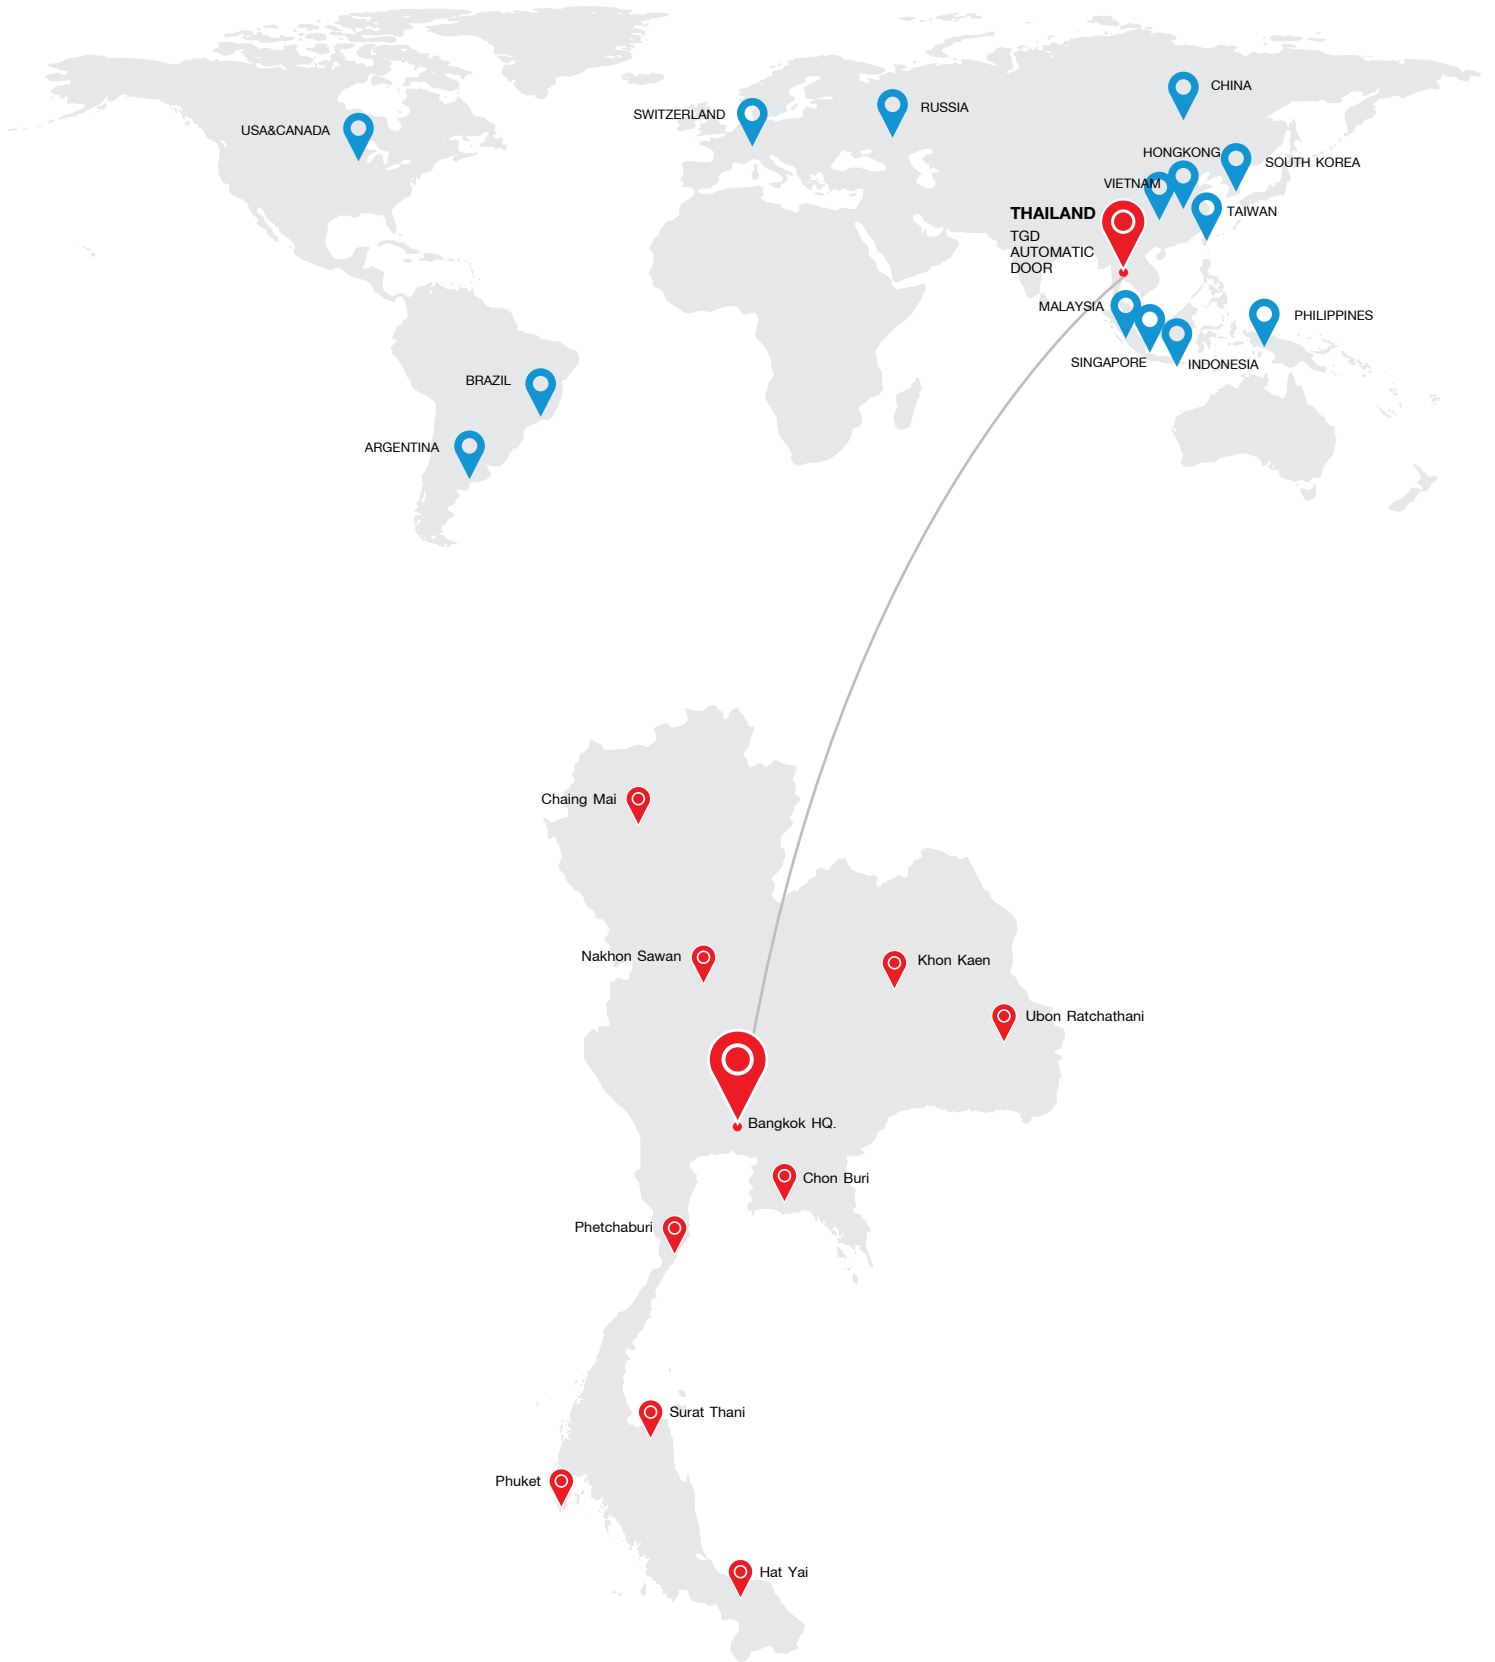 CHINA
RUSSIA
SWITZERLAND
USA&CANADA
HONGKONG
SOUTH KOREA
VIETNAM
TAIWAN
THAILAND
TGD
AUTOMATIC
DOOR
MALAYSIA
PHILIPPINES
SINGAPORE
INDONESIA
BRAZIL
ARGENTINA
Chaing Mai
Nakhon Sawan
Khon Kaen
Ubon Ratchathani
Bangkok HQ.
Chon Buri
Phetchaburi
Surat Thani
Phuket
Hat Yai